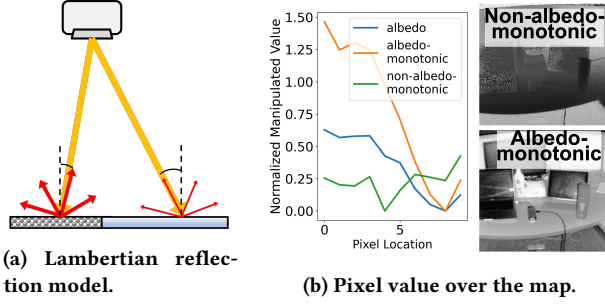 (a) Lambertian reflec-
tion model.
Normalized Manipulated Value
1.50
1.25
1.00
0.75
0.50
0.25
0.00
0
5
Pixel Location
albedo
albedo-
monotonic
non-albedo-
monotonic
Non-albedo-
monotonic
Albedo-
monotonic
(b) Pixel value over the map.